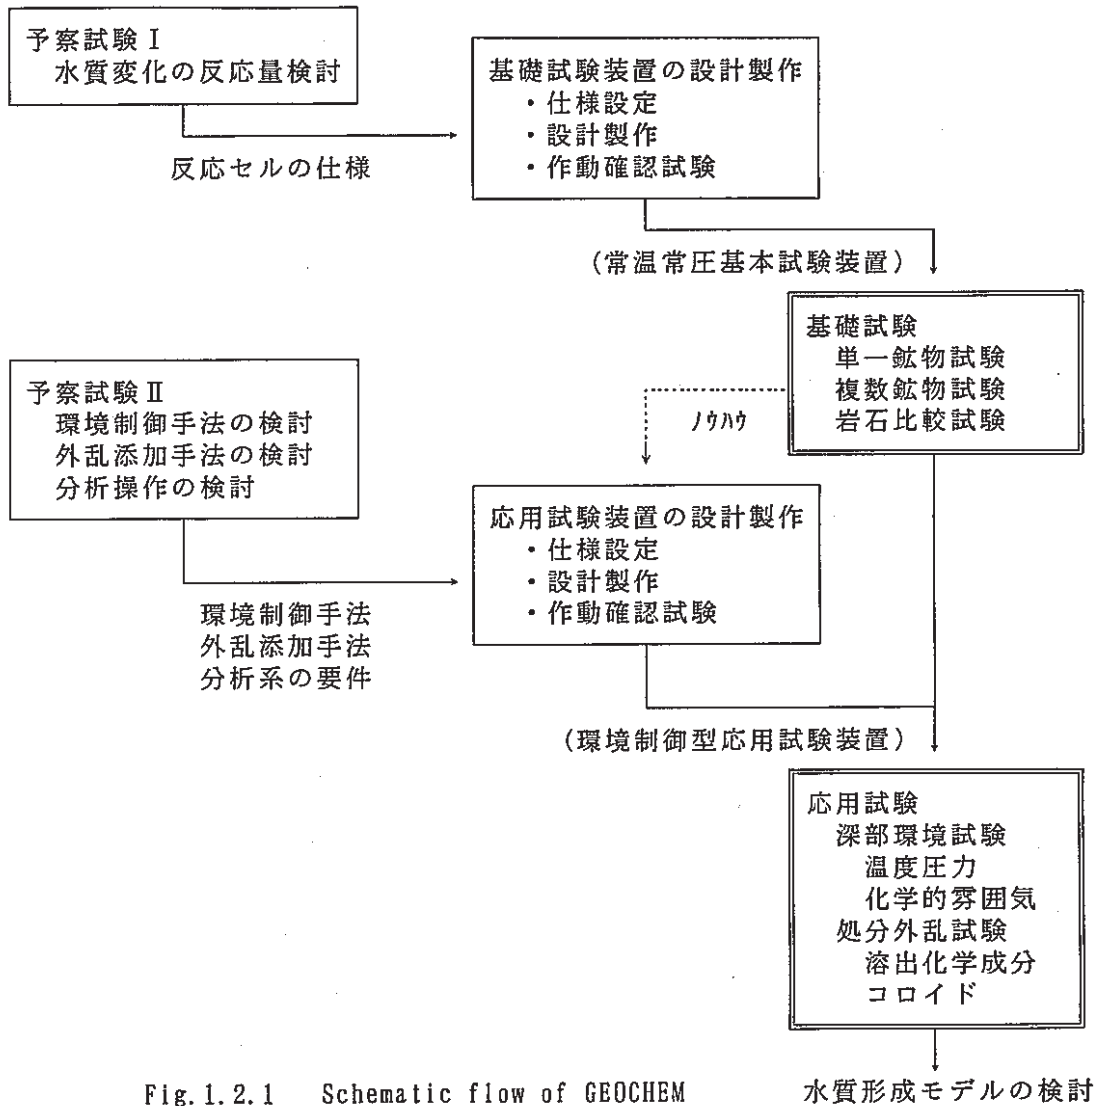 予察試験Ⅰ
水質変化の反応量検討
反応セルの仕様
基礎試験装置の設計製作
・仕様設定
・設計製作
・作動確認試験
(常温常圧基本試験装置)
基礎試験
単一鉱物試験
複数鉱物試験
岩石比較試験
ﾉｳﾊｳ
予察試験Ⅱ
環境制御手法の検討
外乱添加手法の検討
分析操作の検討
環境制御手法
外乱添加手法
分析系の要件
応用試験装置の設計製作
・仕様設定
・設計製作
・作動確認試験
(環境制御型応用試験装置)
応用試験
深部環境試験
温度圧力
化学的雰囲気
処分外乱試験
溶出化学成分
コロイド
水質形成モデルの検討
Fig.1.2.1 Schematic flow of GEOCHEM